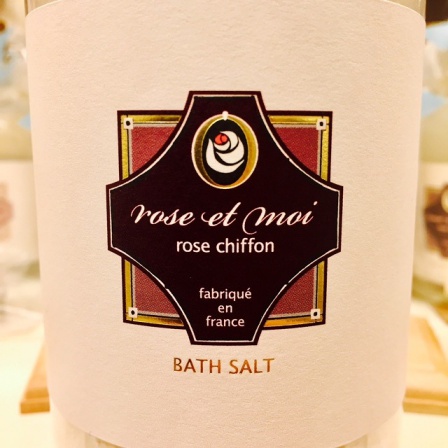 rose et moi
rose chiffon
fabriqué
en
france
BATH SALT